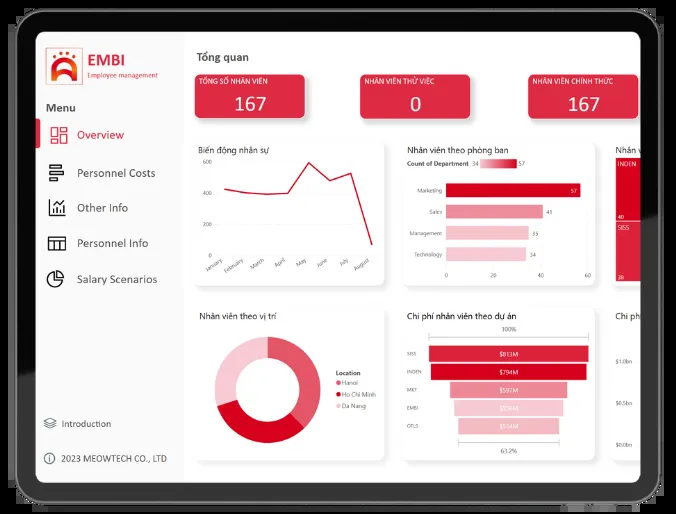 EMBI
Employee management
Menu
Overview
Personnel Costs
Other Info
Personnel Info
Salary Scenarios
Introduction
2023 MEOWTECH CO., LTD
Tổng quan
TỔNG SỐ NHÂN VIÊN
167
NHÂN VIÊN THỬ VIỆC
0
NHÂN VIÊN CHÍNH THỨC
167
Biến động nhân sự
600
400
200
0
January
February
March
April
May
June
July
August
Nhân viên theo phòng ban
Count of Department 34 57
Marketing 57
Sales 41
Management 35
Technology 34
0 20 40 60
Nhân v
INDEN
40
SISS
38
Nhân viên theo vị trí
Location
Hanoi
Ho Chi Minh
Da Nang
Chi phí nhân viên theo dự án
100%
SISS $813M
INDEN $794M
MKT $597M
EMBI
OTLS $514M
63.2%
Chi ph
$1.0bn
$0.5bn
$0.0bn